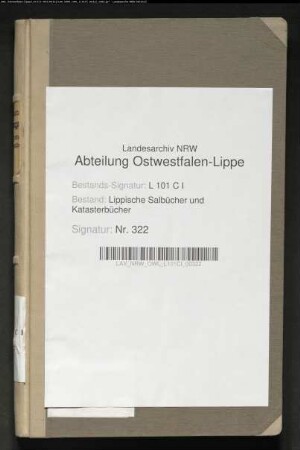 Landesarchiv NRW
Abteilung Ostwestfalen-Lippe
Bestands-Signatur: L 101 C I
Bestand: Lippische Salbücher und
Katasterbücher
Signatur: Nr. 322